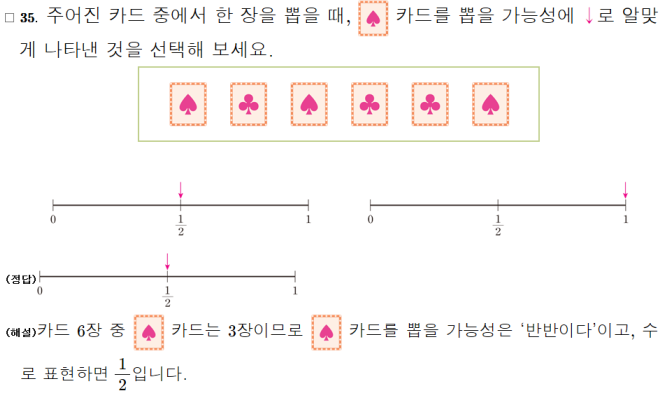 □ 35. 주어진 카드 중에서 한 장을 뽑을 때, ♠ 카드를 뽑을 가능성에 ↓로 알맞
게 나타낸 것을 선택해 보세요.
0 1/2 1 0 1/2 1
(정답)
0 1/2 1
(해설)카드 6장 중 ♠ 카드는 3장이므로 ♠ 카드를 뽑을 가능성은 ‘반반이다’이고, 수
로 표현하면 1/2입니다.